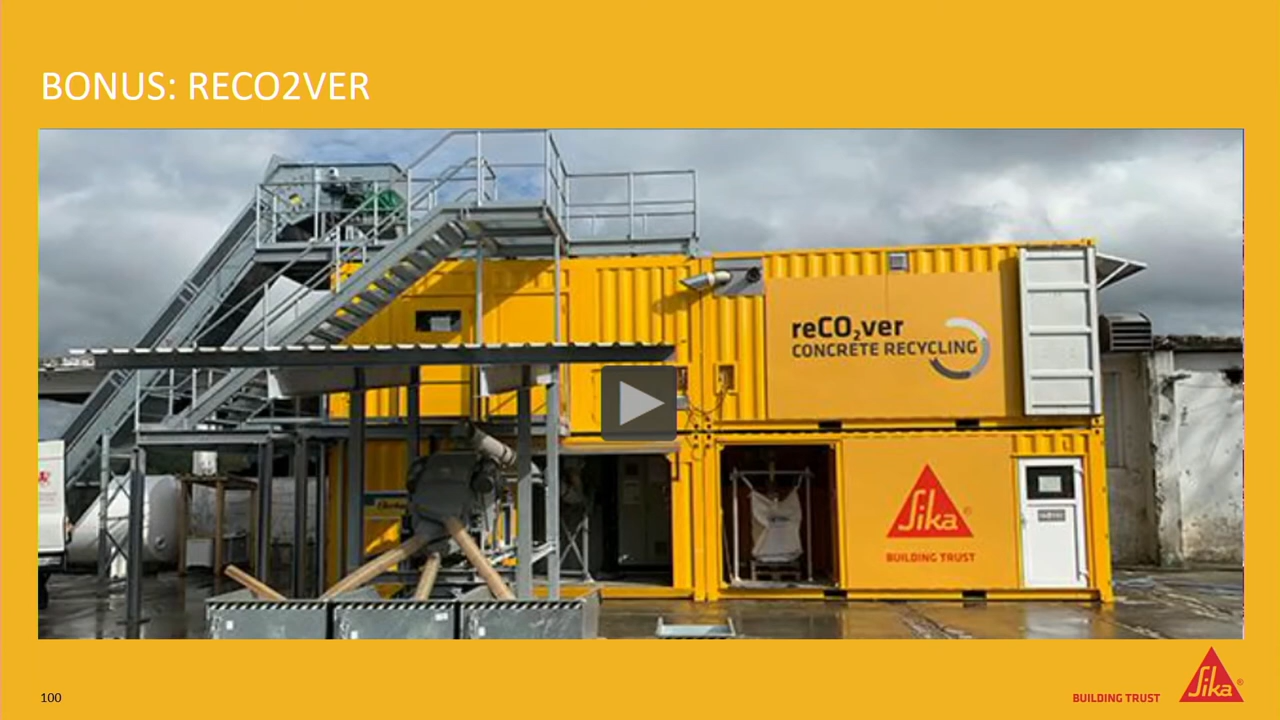 BONUS: RECO2VER
reCO₂ver
CONCRETE RECYCLING
Sika®
BUILDING TRUST
100
BUILDING TRUST
Sika®